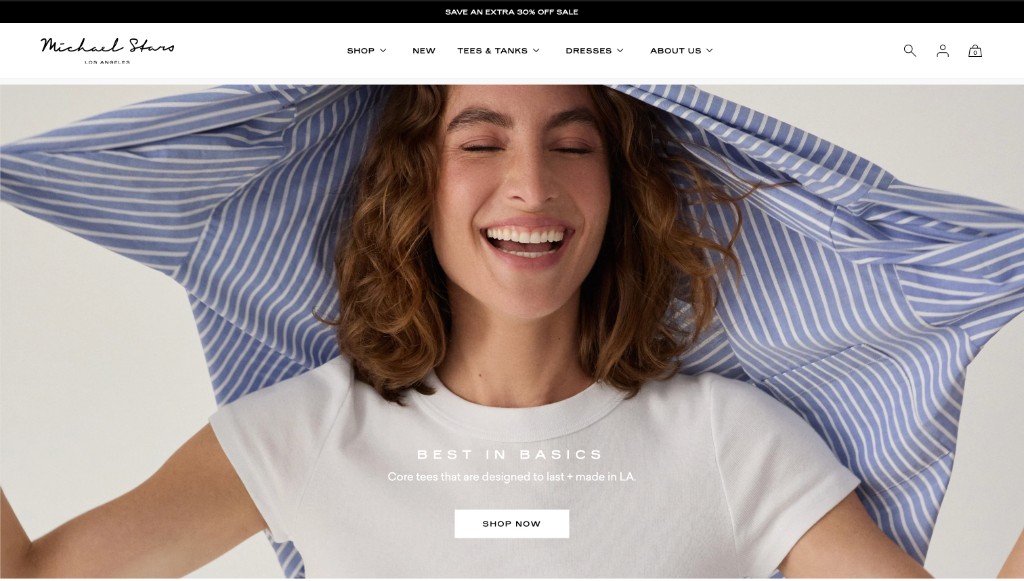 SAVE AN EXTRA 30% OFF SALE
Michael Stars
LOS ANGELES
SHOP NEW TEES & TANKS DRESSES ABOUT US
0
BEST IN BASICS
Core tees that are designed to last + made in LA.
SHOP NOW